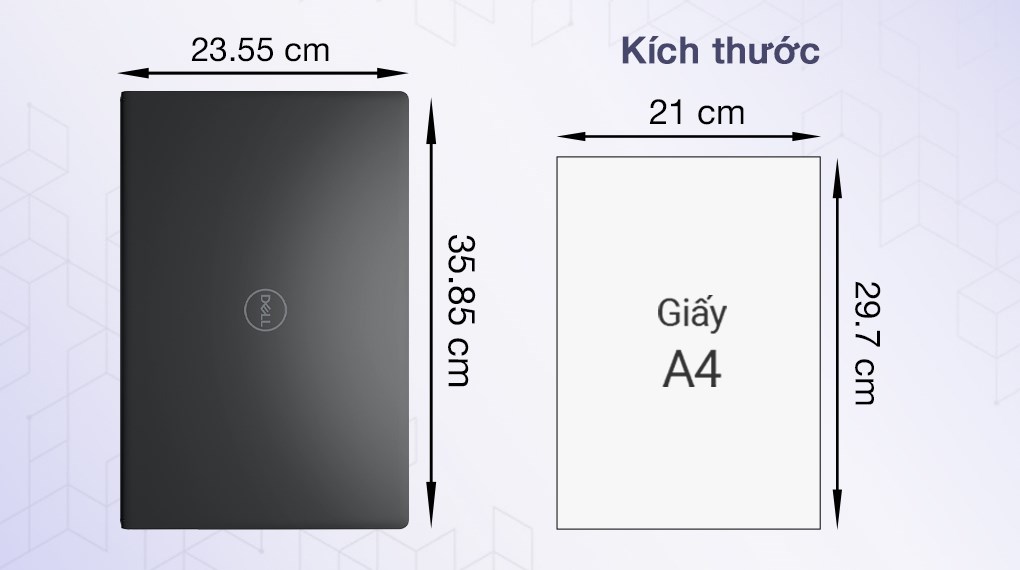 23.55 cm
Kích thước
21 cm
35.85 cm
DELL
Giấy
A4
29.7 cm